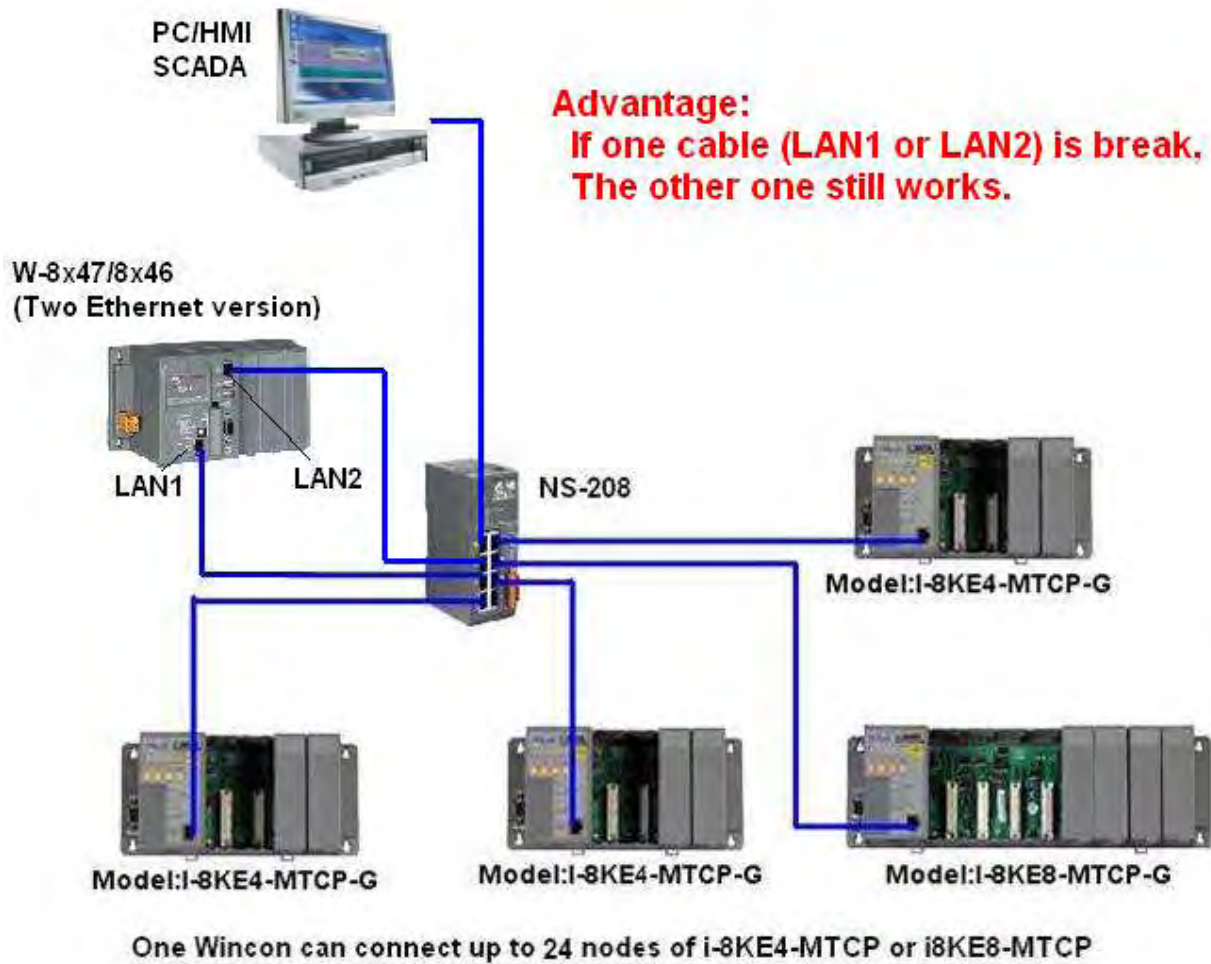 PC/HMI
SCADA
Advantage:
If one cable (LAN1 or LAN2) is break,
The other one still works.
W-8x47/8x46
(Two Ethernet version)
LAN1
LAN2
NS-208
Model:I-8KE4-MTCP-G
Model:I-8KE4-MTCP-G
Model:I-8KE4-MTCP-G
Model:I-8KE8-MTCP-G
One Wincon can connect up to 24 nodes of i-8KE4-MTCP or i8KE8-MTCP